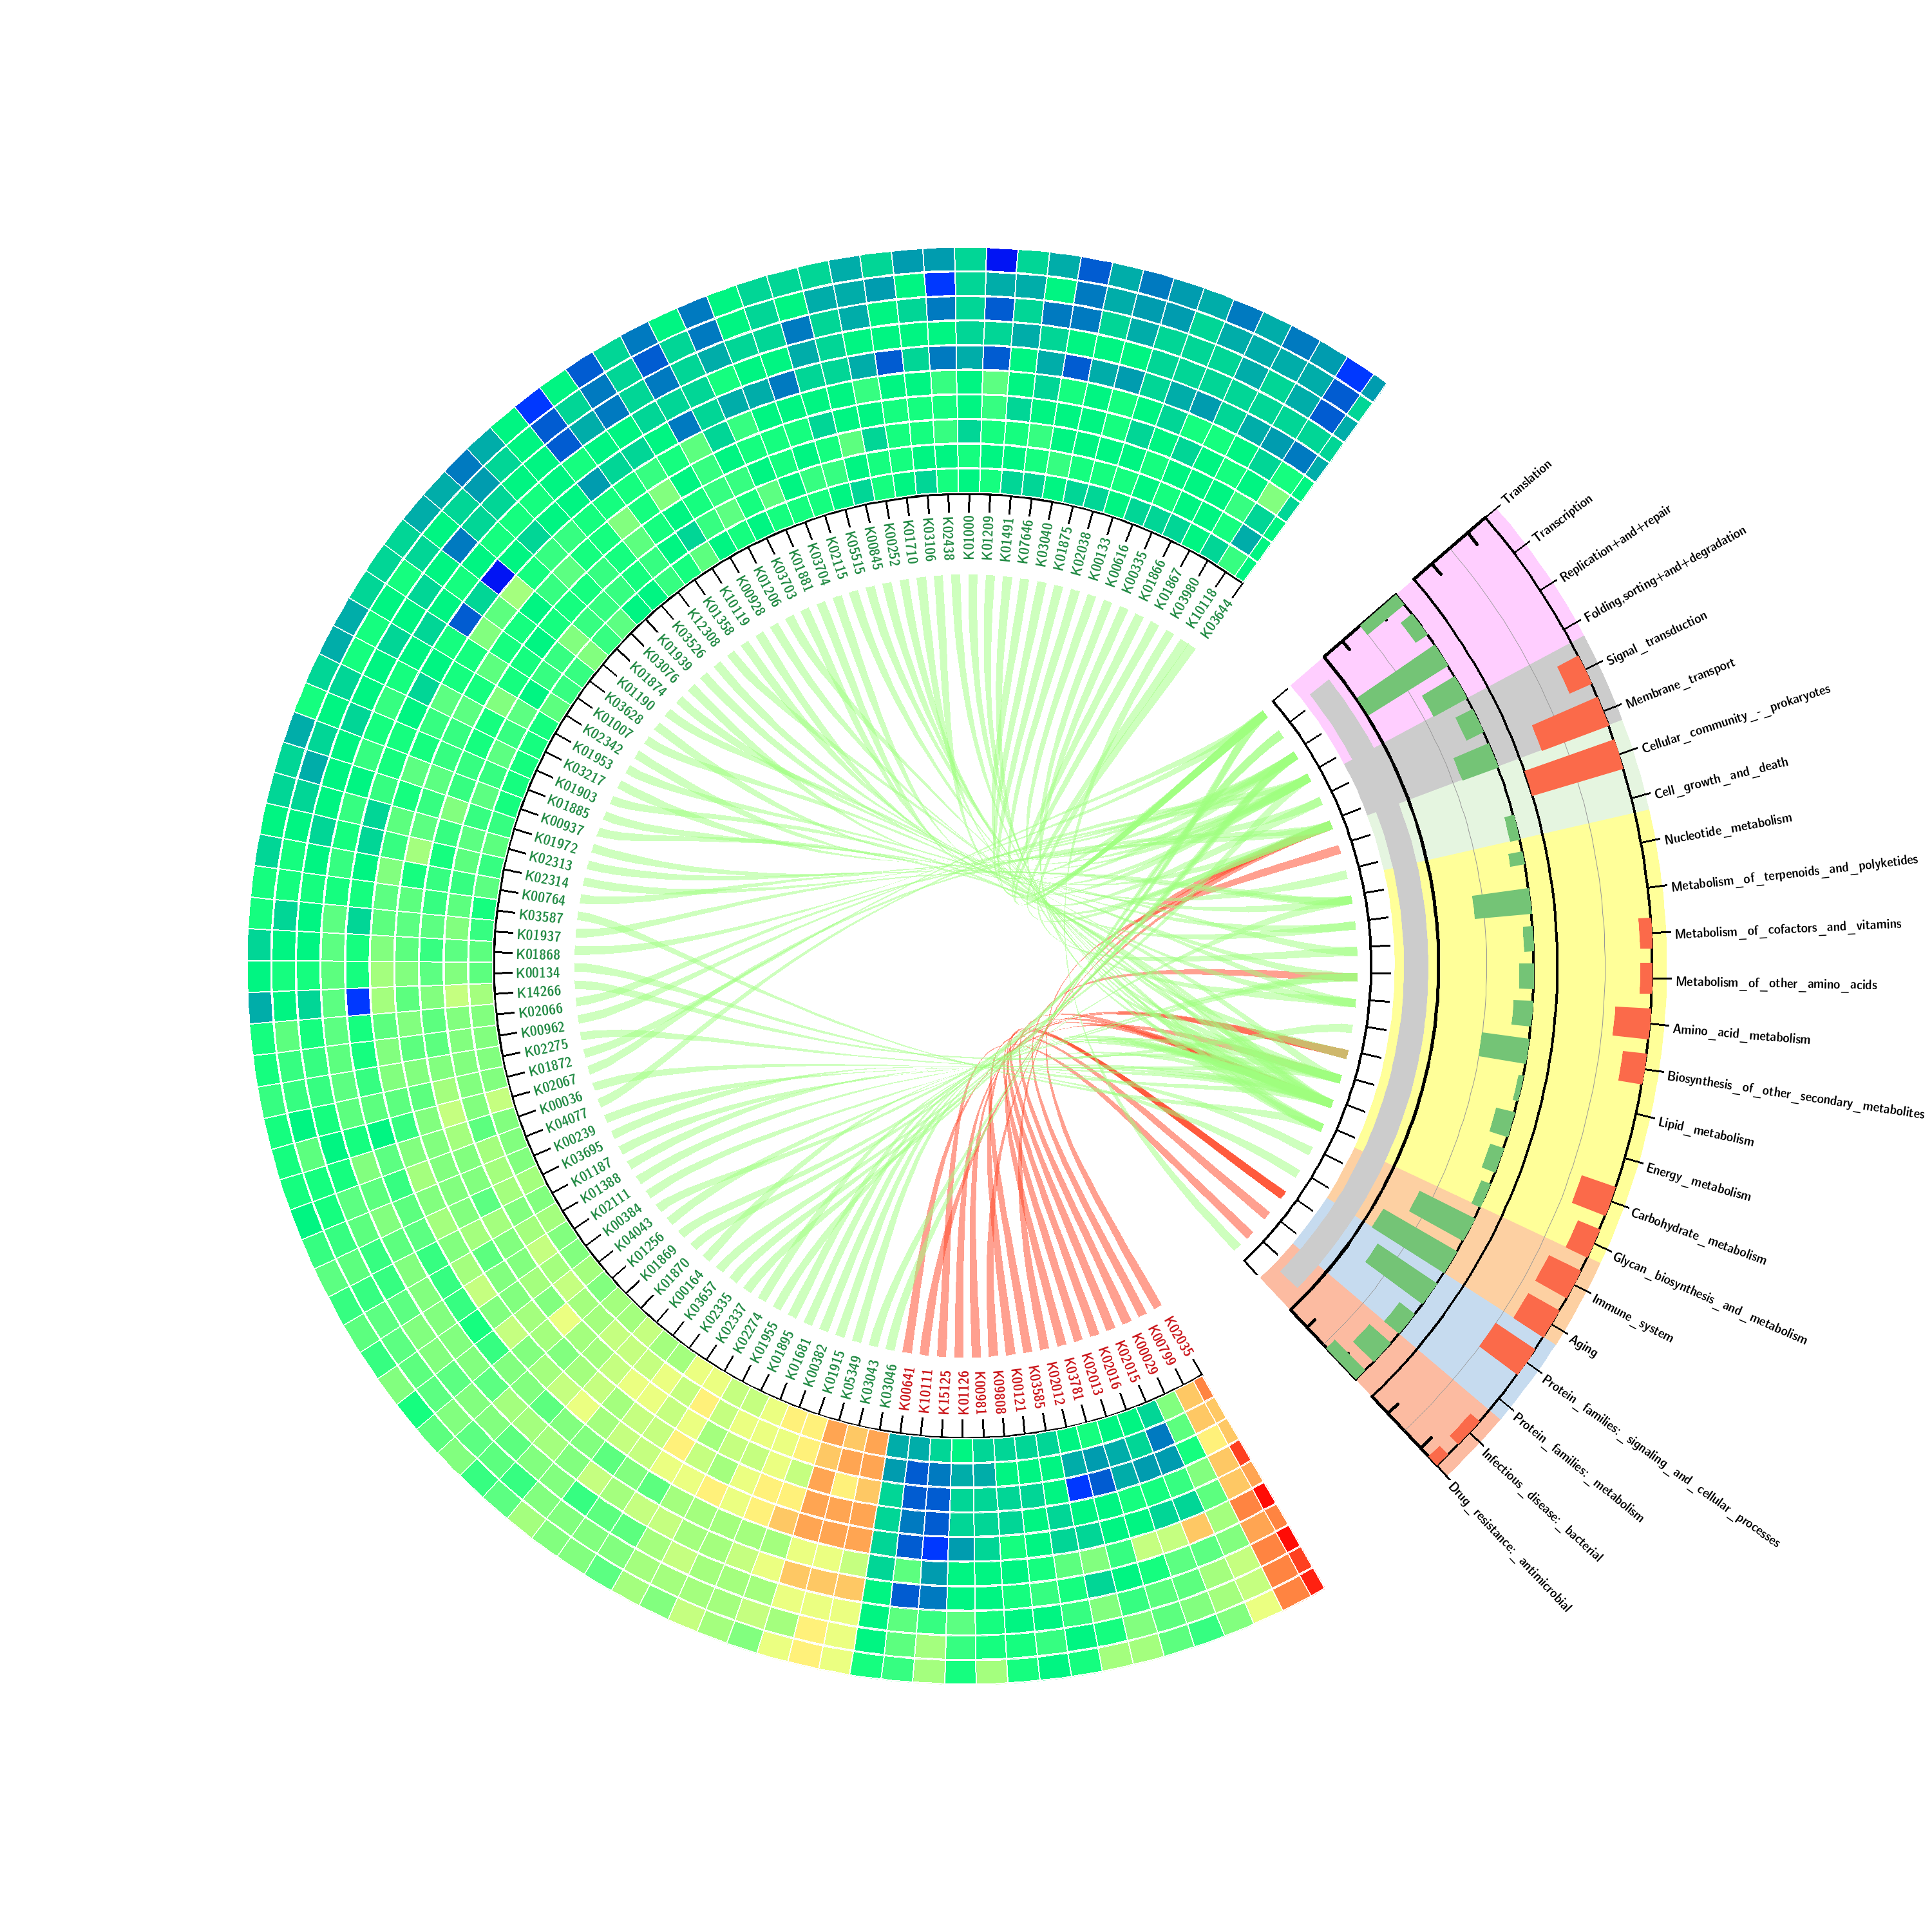 K03644
K10118
K03980
K01867
K01866
K00335
K00616
K00133
K02038
K01875
K03040
K07646
K01491
K01209
K01000
K02438
K03106
K01710
K00252
K00845
K05515
K02115
K03704
K01881
K03703
K01206
K00928
K10119
K01358
K12308
K03526
K01939
K03076
K01874
K01190
K03628
K01007
K02342
K01953
K03217
K01903
K01885
K00937
K01972
K02313
K02314
K00764
K03587
K01937
K01868
K00134
K14266
K02066
K00962
K02275
K01872
K02067
K00036
K04077
K00239
K03695
K01187
K01388
K02111
K00384
K04043
K01256
K01869
K01870
K00164
K03657
K02335
K02337
K02274
K01955
K01895
K01681
K00382
K01915
K05349
K03043
K03046
K00641
K10111
K15125
K01126
K00981
K09808
K00121
K03585
K02012
K03781
K02013
K02016
K02015
K00029
K00799
K02035
Translation
Transcription
Replication+and+repair
Folding,sorting+and+degradation
Signal_transduction
Membrane_transport
Cellular_community_-_prokaryotes
Cell_growth_and_death
Nucleotide_metabolism
Metabolism_of_terpenoids_and_polyketides
Metabolism_of_cofactors_and_vitamins
Metabolism_of_other_amino_acids
Amino_acid_metabolism
Biosynthesis_of_other_secondary_metabolites
Lipid_metabolism
Energy_metabolism
Carbohydrate_metabolism
Glycan_biosynthesis_and_metabolism
Immune_system
Aging
Protein_families:_signaling_and_cellular_processes
Protein_families:_metabolism
Infectious_disease:_bacterial
Drug_resistance:_antimicrobial